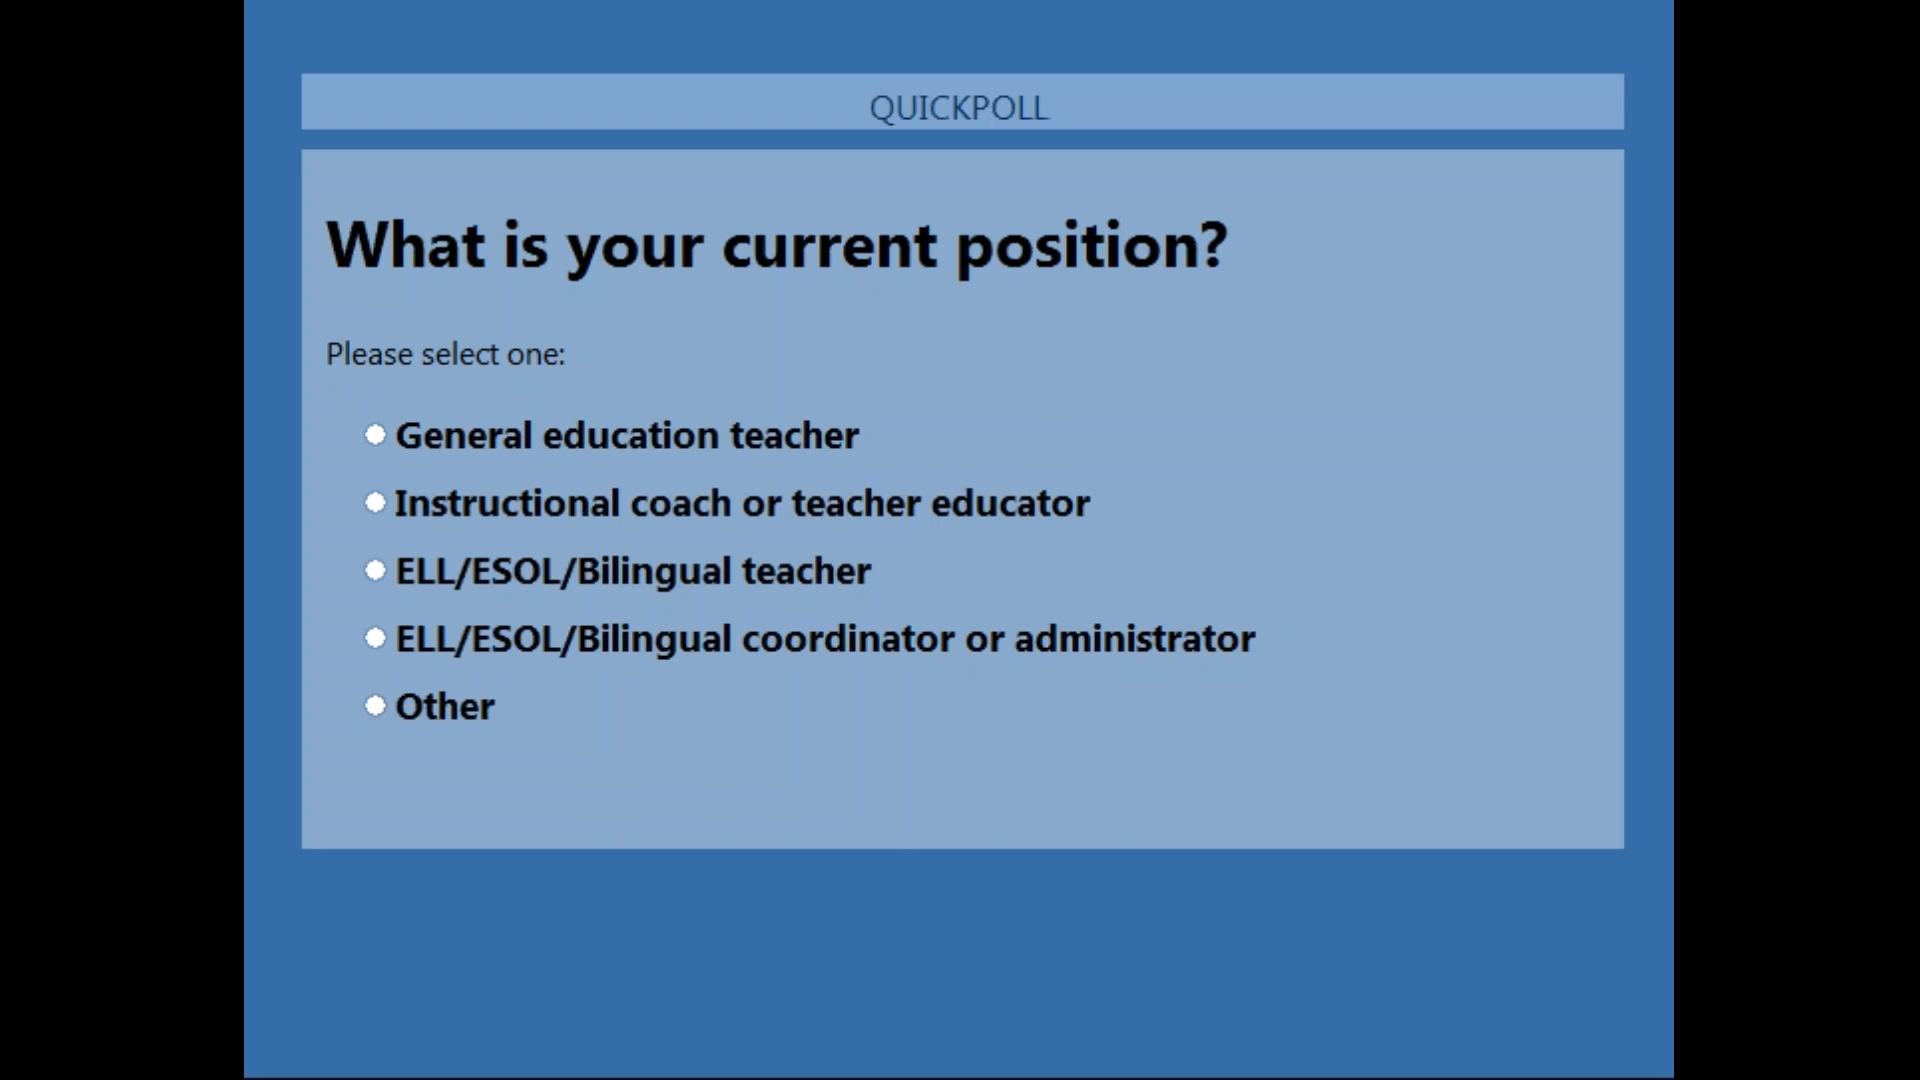 QUICKPOLL
What is your current position?
Please select one:
General education teacher
Instructional coach or teacher educator
ELL/ESOL/Bilingual teacher
ELL/ESOL/Bilingual coordinator or administrator
Other